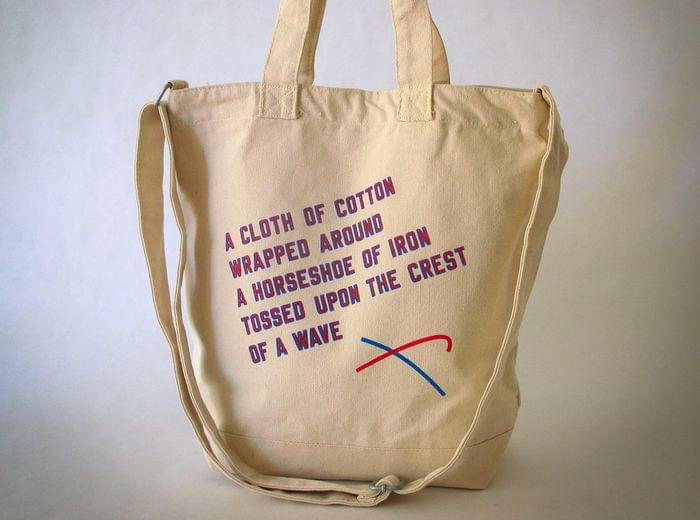 A CLOTH OF COTTON
WRAPPED AROUND
A HORSESHOE OF IRON
TOSSED UPON THE CREST
OF A WAVE